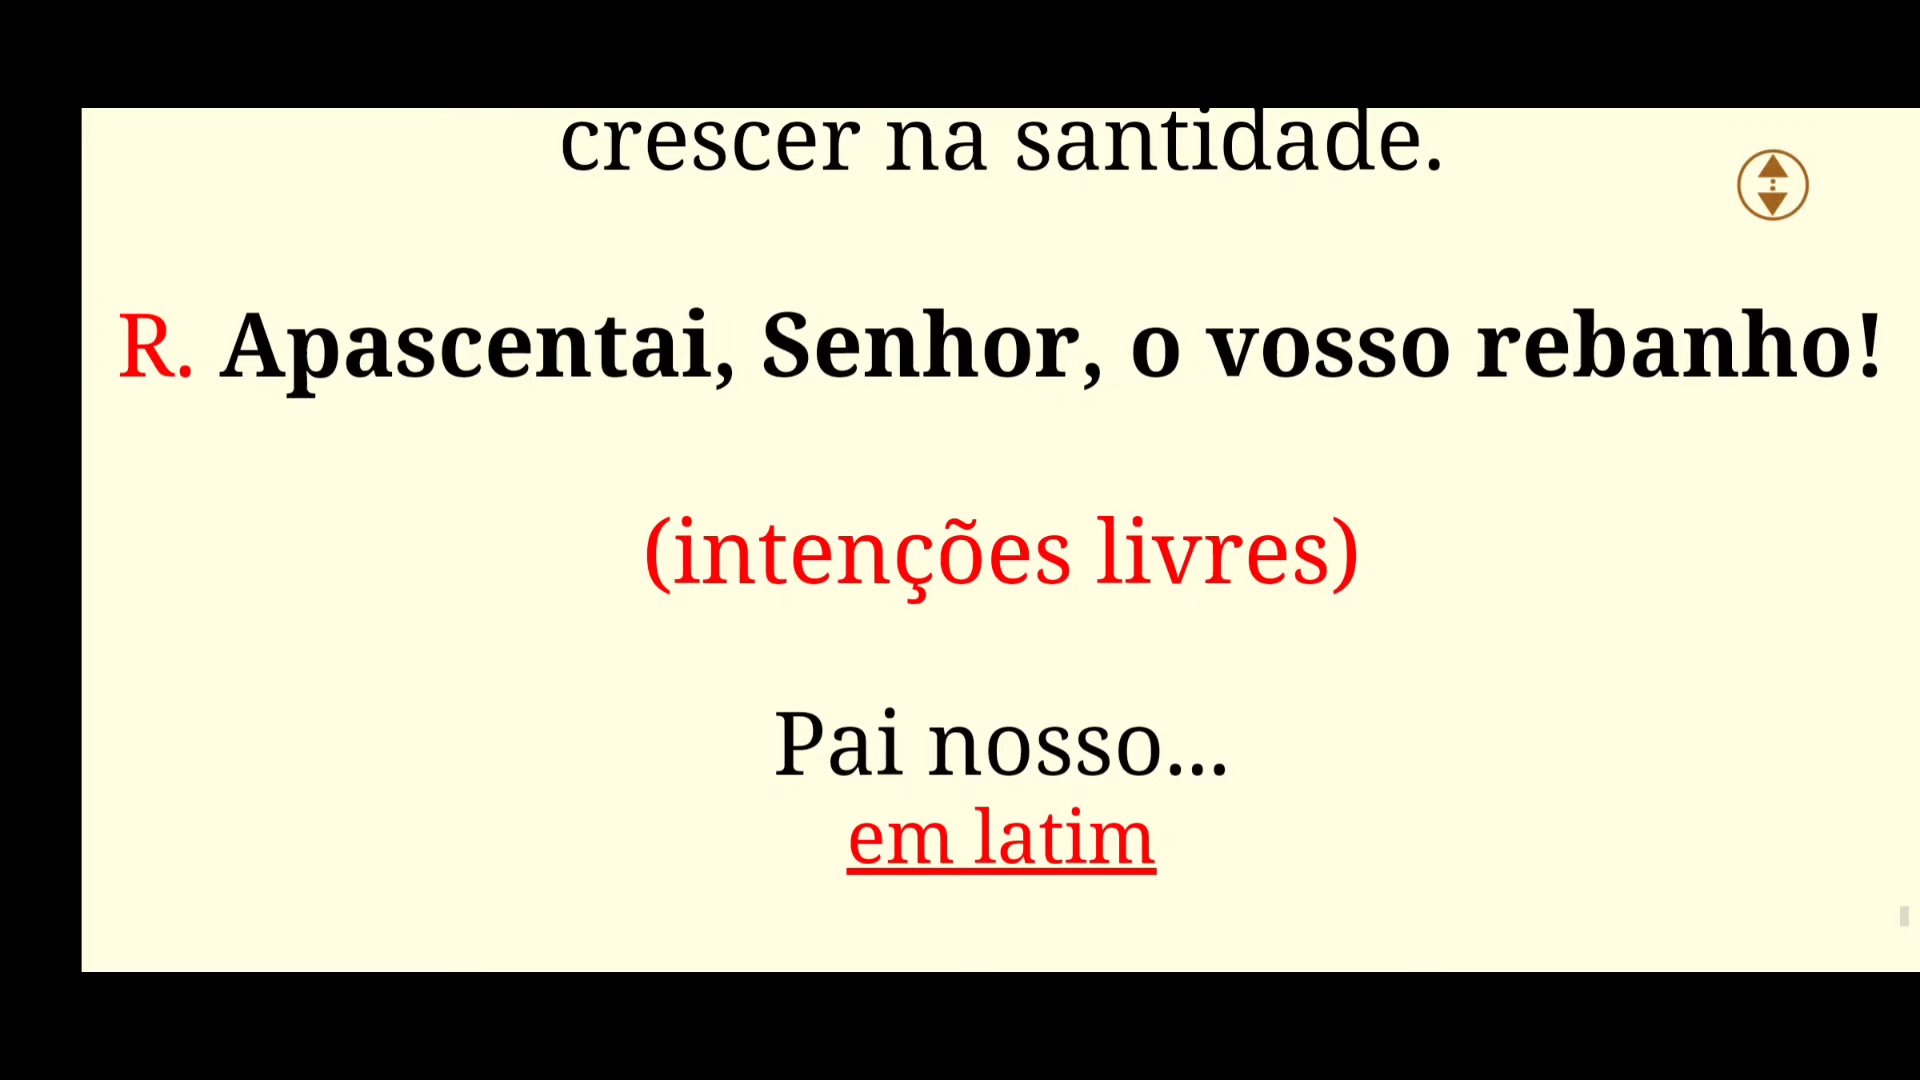 crescer na santidade.
R. Apascentai, Senhor, o vosso rebanho!
(intenções livres)
Pai nosso...
em latim